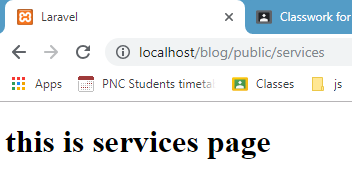 Laravel
Classwork for
localhost/blog/public/services
Apps
PNC Students timetal
Classes
js
this is services page